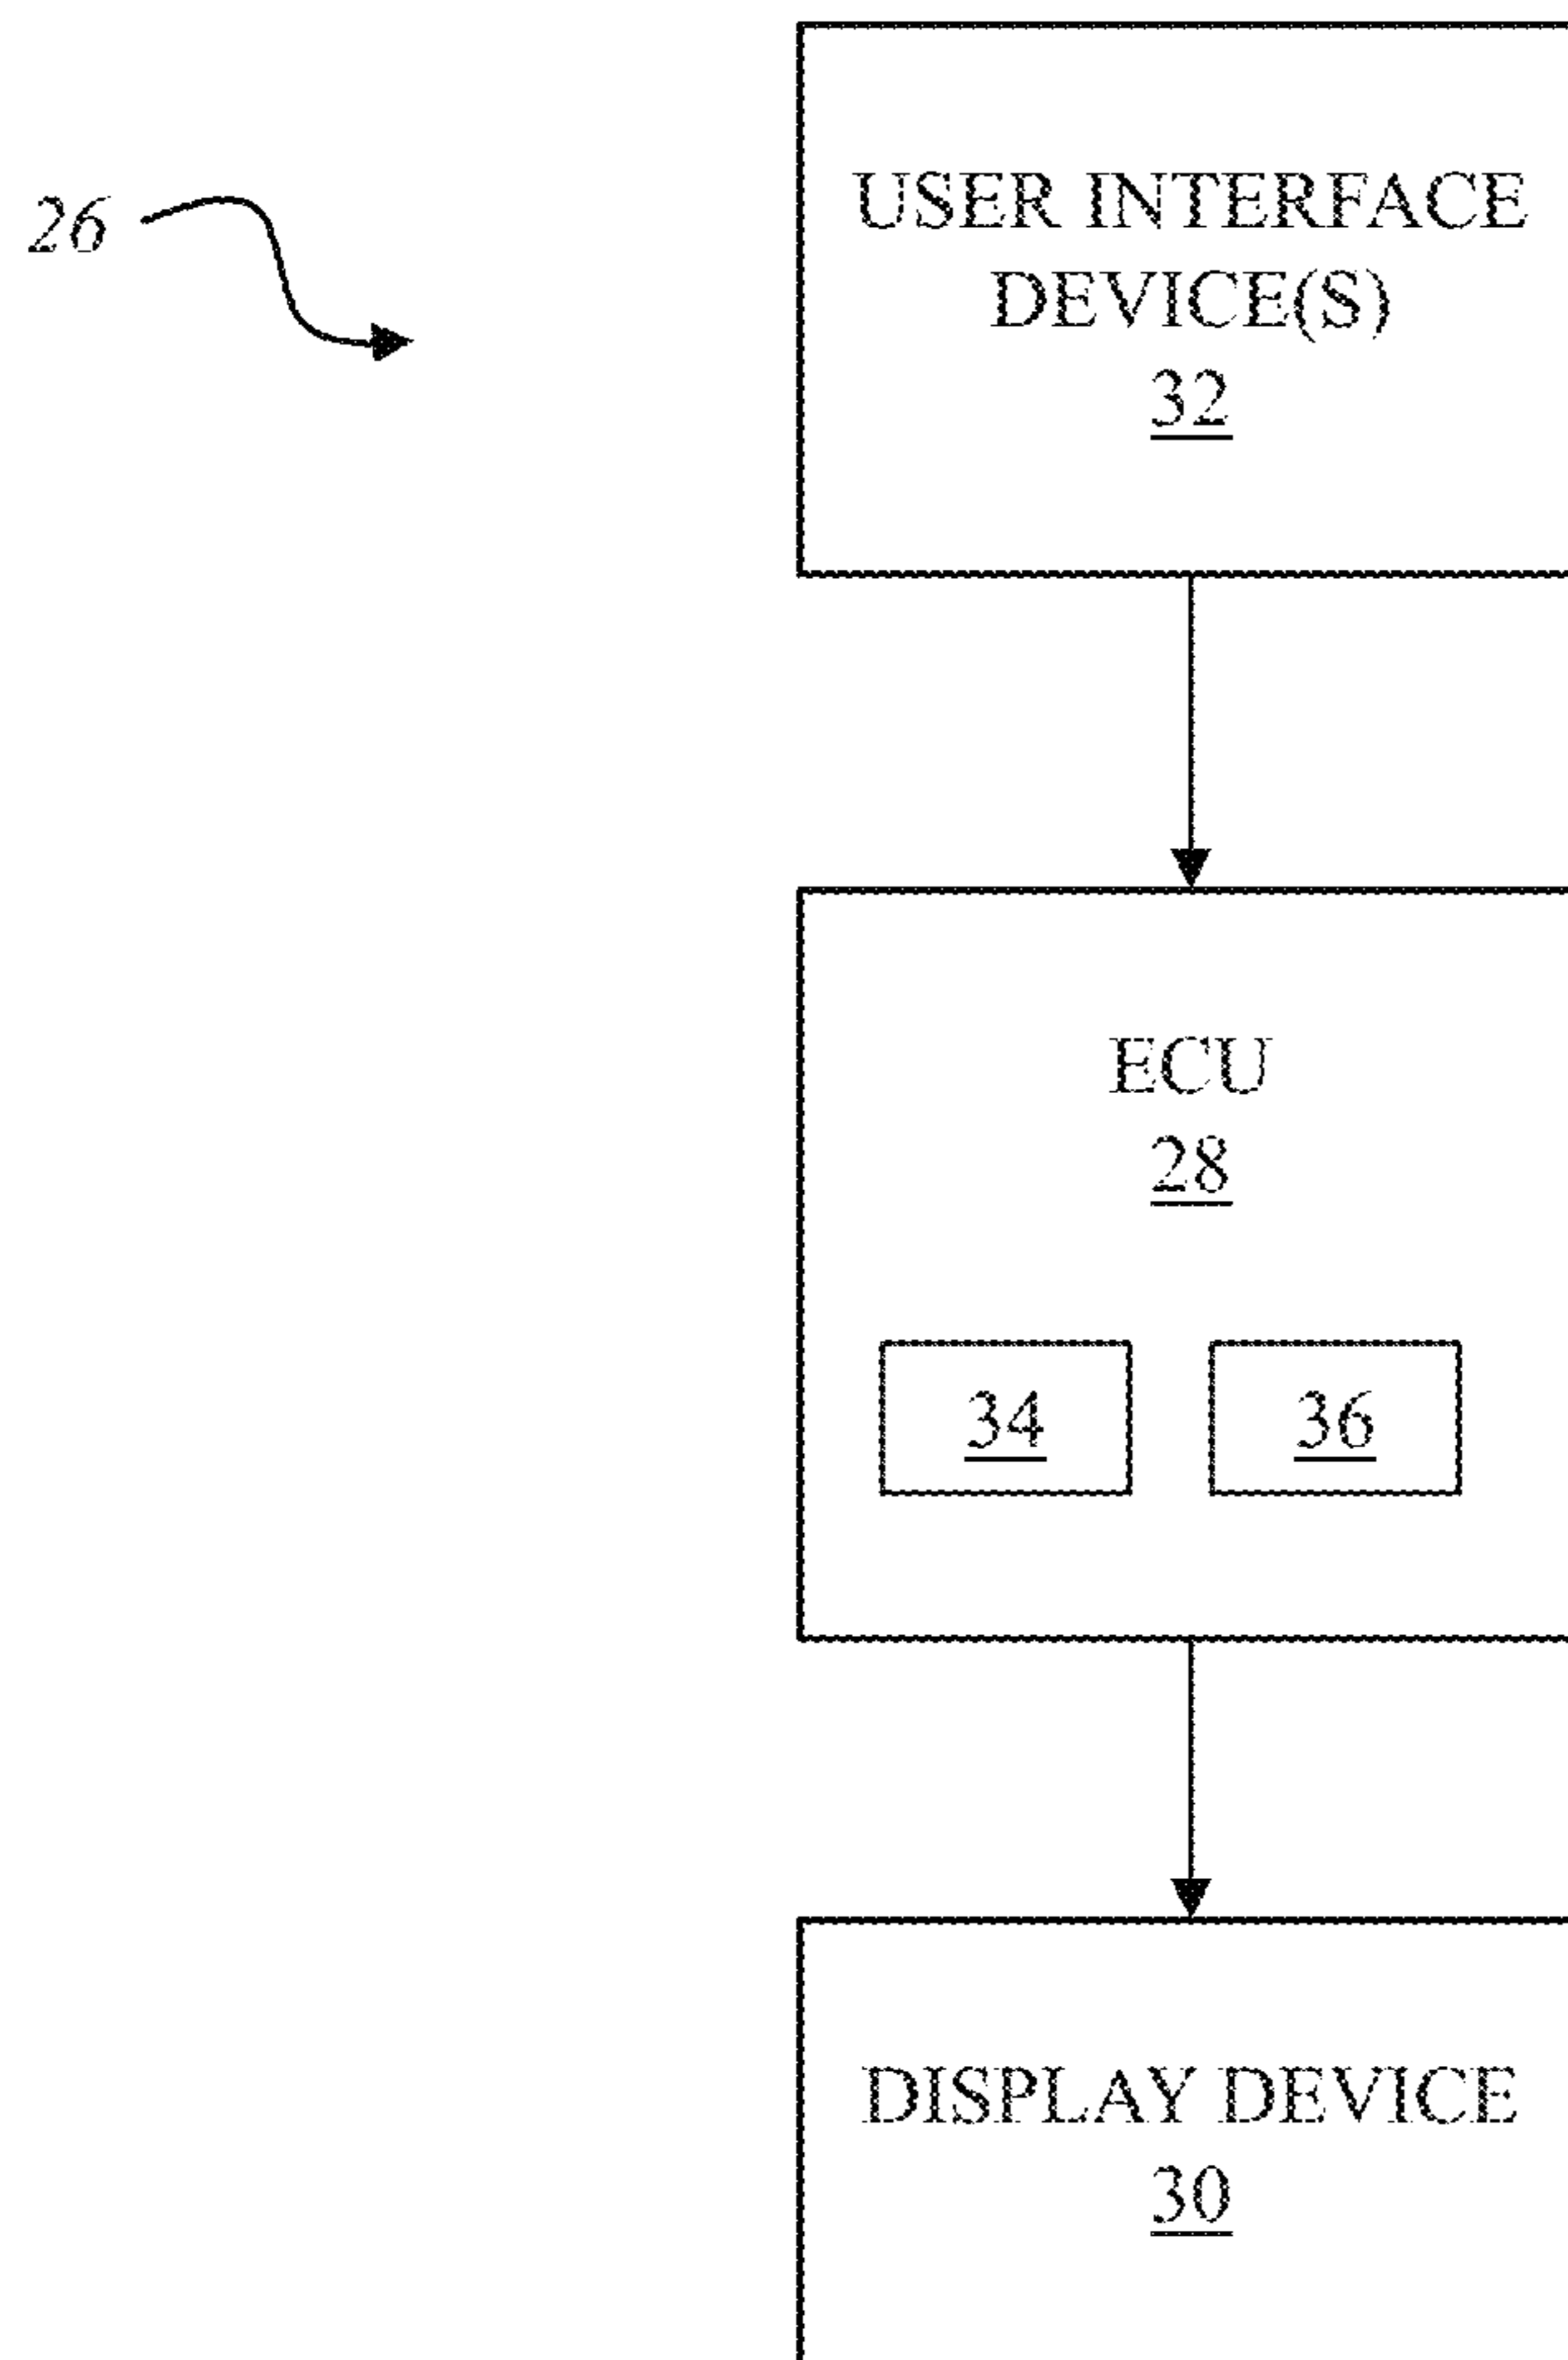 26
USER INTERFACE
DEVICE(S)
32
ECU
28
34 36
DISPLAY DEVICE
30